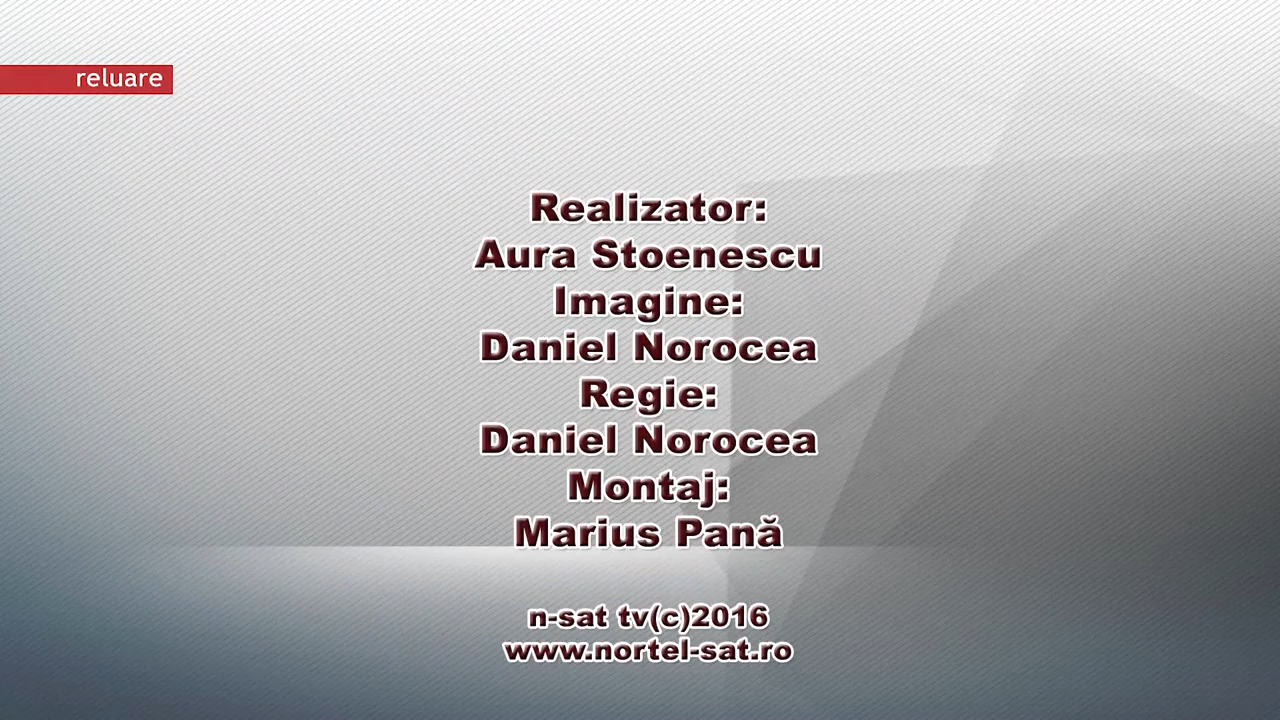 reluare
Realizator:
Aura Stoenescu
Imagine:
Daniel Norocea
Regie:
Daniel Norocea
Montaj:
Marius Pană
n-sat tv(c)2016
www.nortel-sat.ro